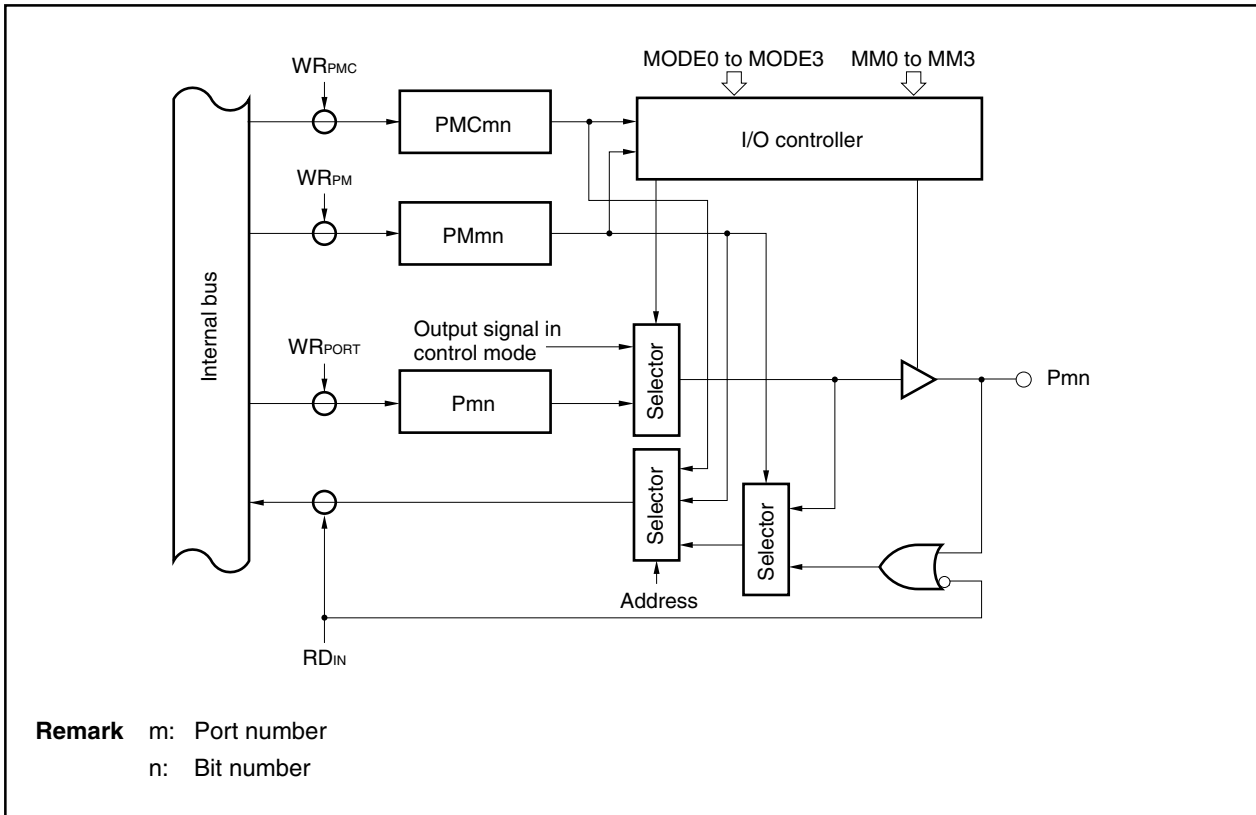 MODE0 to MODE3 MM0 to MM3
WRPMC
PMCmn
I/O controller
WRPM
PMmn
Internal bus
Output signal in
control mode
WRPORT
Pmn
Selector
Pmn
Selector
Selector
Address
RDIN
Remark m: Port number
n: Bit number